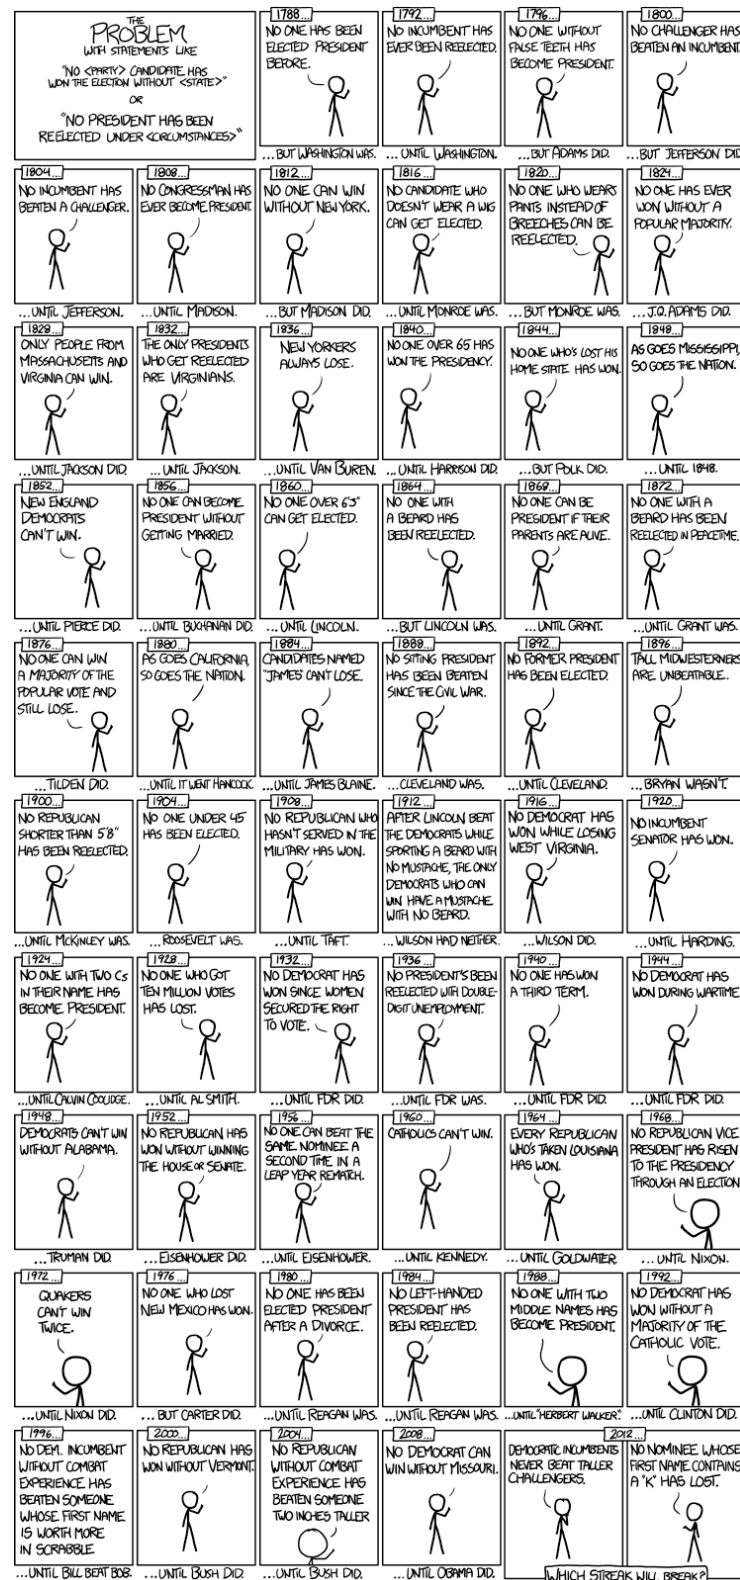 THE
PROBLEM
WITH STATEMENTS LIKE
"NO <PARTY> CANDIDATE HAS
WON THE ELECTION WITHOUT <STATE>"
OR
"NO PRESIDENT HAS BEEN
REELECTED UNDER <CIRCUMSTANCES>"
1788...
NO ONE HAS BEEN
ELECTED PRESIDENT
BEFORE.
...BUT WASHINGTON WAS.
1792...
NO INCUMBENT HAS
EVER BEEN REELECTED.
...UNTIL WASHINGTON.
1796...
NO ONE WITHOUT
FALSE TEETH HAS
BECOME PRESIDENT.
...BUT ADAMS DID.
1800...
NO CHALLENGER HAS
BEATEN AN INCUMBENT.
...BUT JEFFERSON DID.
1804...
NO INCUMBENT HAS
BEATEN A CHALLENGER.
...UNTIL JEFFERSON.
1808...
NO CONGRESSMAN HAS
EVER BECOME PRESIDENT.
...UNTIL MADISON.
1812...
NO ONE CAN WIN
WITHOUT NEW YORK.
...BUT MADISON DID.
1816...
NO CANDIDATE WHO
DOESN'T WEAR A WIG
CAN GET ELECTED.
...UNTIL MONROE WAS.
1820...
NO ONE WHO WEARS
PANTS INSTEAD OF
BREECHES CAN BE
REELECTED.
...BUT MONROE WAS.
1824...
NO ONE HAS EVER
WON WITHOUT A
POPULAR MAJORITY.
...J.Q. ADAMS DID.
1828...
ONLY PEOPLE FROM
MASSACHUSETTS AND
VIRGINIA CAN WIN.
...UNTIL JACKSON DID.
1832...
THE ONLY PRESIDENTS
WHO GET REELECTED
ARE VIRGINIANS.
...UNTIL JACKSON.
1836...
NEW YORKERS
ALWAYS LOSE.
...UNTIL VAN BUREN.
1840...
NO ONE OVER 65 HAS
WON THE PRESIDENCY.
...UNTIL HARRISON DID.
1844...
NO ONE WHO'S LOST HIS
HOME STATE HAS WON.
...BUT POLK DID.
1848...
AS GOES MISSISSIPPI,
SO GOES THE NATION.
...UNTIL 1848.
1852...
NEW ENGLAND
DEMOCRATS
CAN'T WIN.
...UNTIL PIERCE DID.
1856...
NO ONE CAN BECOME
PRESIDENT WITHOUT
GETTING MARRIED.
...UNTIL BUCHANAN DID.
1860...
NO ONE OVER 6'3"
CAN GET ELECTED.
...UNTIL LINCOLN.
1864...
NO ONE WITH
A BEARD HAS
BEEN REELECTED.
...BUT LINCOLN WAS.
1868...
NO ONE CAN BE
PRESIDENT IF THEIR
PARENTS ARE ALIVE.
...UNTIL GRANT.
1872...
NO ONE WITH A
BEARD HAS BEEN
REELECTED IN PEACETIME.
...UNTIL GRANT WAS.
1876...
NO ONE CAN WIN
A MAJORITY OF THE
POPULAR VOTE AND
STILL LOSE.
...TILDEN DID.
1880...
AS GOES CALIFORNIA,
SO GOES THE NATION.
...UNTIL IT WENT HANCOCK.
1884...
CANDIDATES NAMED
"JAMES" CAN'T LOSE.
...UNTIL JAMES BLAINE.
1888...
NO SITTING PRESIDENT
HAS BEEN BEATEN
SINCE THE CIVIL WAR.
...CLEVELAND WAS.
1892...
NO FORMER PRESIDENT
HAS BEEN ELECTED.
...UNTIL CLEVELAND.
1896...
TALL MIDWESTERNERS
ARE UNBEATABLE.
...BRYAN WASN'T.
1900...
NO REPUBLICAN
SHORTER THAN 5'8"
HAS BEEN REELECTED.
...UNTIL MCKINLEY WAS.
1904...
NO ONE UNDER 45
HAS BEEN ELECTED.
...ROOSEVELT WAS.
1908...
NO REPUBLICAN WHO
HASN'T SERVED IN THE
MILITARY HAS WON.
...UNTIL TAFT.
1912...
AFTER LINCOLN BEAT
THE DEMOCRATS WHILE
SPORTING A BEARD WITH
NO MUSTACHE, THE ONLY
DEMOCRATS WHO CAN
WIN HAVE A MUSTACHE
WITH NO BEARD.
...WILSON HAD NEITHER.
1916...
NO DEMOCRAT HAS
WON WHILE LOSING
WEST VIRGINIA.
...WILSON DID.
1920...
NO INCUMBENT
SENATOR HAS WON.
...UNTIL HARDING.
1924...
NO ONE WITH TWO Cs
IN THEIR NAME HAS
BECOME PRESIDENT.
...UNTIL CALVIN COOLIDGE.
1928...
NO ONE WHO GOT
TEN MILLION VOTES
HAS LOST.
...UNTIL AL SMITH.
1932...
NO DEMOCRAT HAS
WON SINCE WOMEN
SECURED THE RIGHT
TO VOTE.
...UNTIL FDR DID.
1936...
NO PRESIDENT'S BEEN
REELECTED WITH DOUBLE-
DIGIT UNEMPLOYMENT.
...UNTIL FDR WAS.
1940...
NO ONE HAS WON
A THIRD TERM.
...UNTIL FDR DID.
1944...
NO DEMOCRAT HAS
WON DURING WARTIME
...UNTIL FDR DID.
1948...
DEMOCRATS CAN'T WIN
WITHOUT ALABAMA.
...TRUMAN DID.
1952...
NO REPUBLICAN HAS
WON WITHOUT WINNING
THE HOUSE OR SENATE.
...EISENHOWER DID.
1956...
NO ONE CAN BEAT THE
SAME NOMINEE A
SECOND TIME IN A
LEAP YEAR REMATCH.
...UNTIL EISENHOWER.
1960...
CATHOLICS CAN'T WIN.
...UNTIL KENNEDY.
1964...
EVERY REPUBLICAN
WHO'S TAKEN LOUISIANA
HAS WON.
...UNTIL GOLDWATER
1968...
NO REPUBLICAN VICE
PRESIDENT HAS RISEN
TO THE PRESIDENCY
THROUGH AN ELECTION
...UNTIL NIXON.
1972...
QUAKERS
CAN'T WIN
TWICE.
...UNTIL NIXON DID.
1976...
NO ONE WHO LOST
NEW MEXICO HAS WON.
...BUT CARTER DID.
1980...
NO ONE HAS BEEN
ELECTED PRESIDENT
AFTER A DIVORCE.
...UNTIL REAGAN WAS.
1984...
NO LEFT-HANDED
PRESIDENT HAS
BEEN REELECTED.
...UNTIL REAGAN WAS.
1988...
NO ONE WITH TWO
MIDDLE NAMES HAS
BECOME PRESIDENT.
...UNTIL "HERBERT WALKER."
1992...
NO DEMOCRAT HAS
WON WITHOUT A
MAJORITY OF THE
CATHOLIC VOTE.
...UNTIL CLINTON DID.
1996...
NO DEM. INCUMBENT
WITHOUT COMBAT
EXPERIENCE HAS
BEATEN SOMEONE
WHOSE FIRST NAME
IS WORTH MORE
IN SCRABBLE
...UNTIL BILL BEAT BOB.
2000...
NO REPUBLICAN HAS
WON WITHOUT VERMONT.
...UNTIL BUSH DID.
2004...
NO REPUBLICAN
WITHOUT COMBAT
EXPERIENCE HAS
BEATEN SOMEONE
TWO INCHES TALLER
...UNTIL BUSH DID.
2008...
NO DEMOCRAT CAN
WIN WITHOUT MISSOURI.
...UNTIL OBAMA DID.
2012...
DEMOCRATIC INCUMBENTS
NEVER BEAT TALLER
CHALLENGERS.
NO NOMINEE WHOSE
FIRST NAME CONTAINS
A "K" HAS LOST.
WHICH STREAK WILL BREAK?